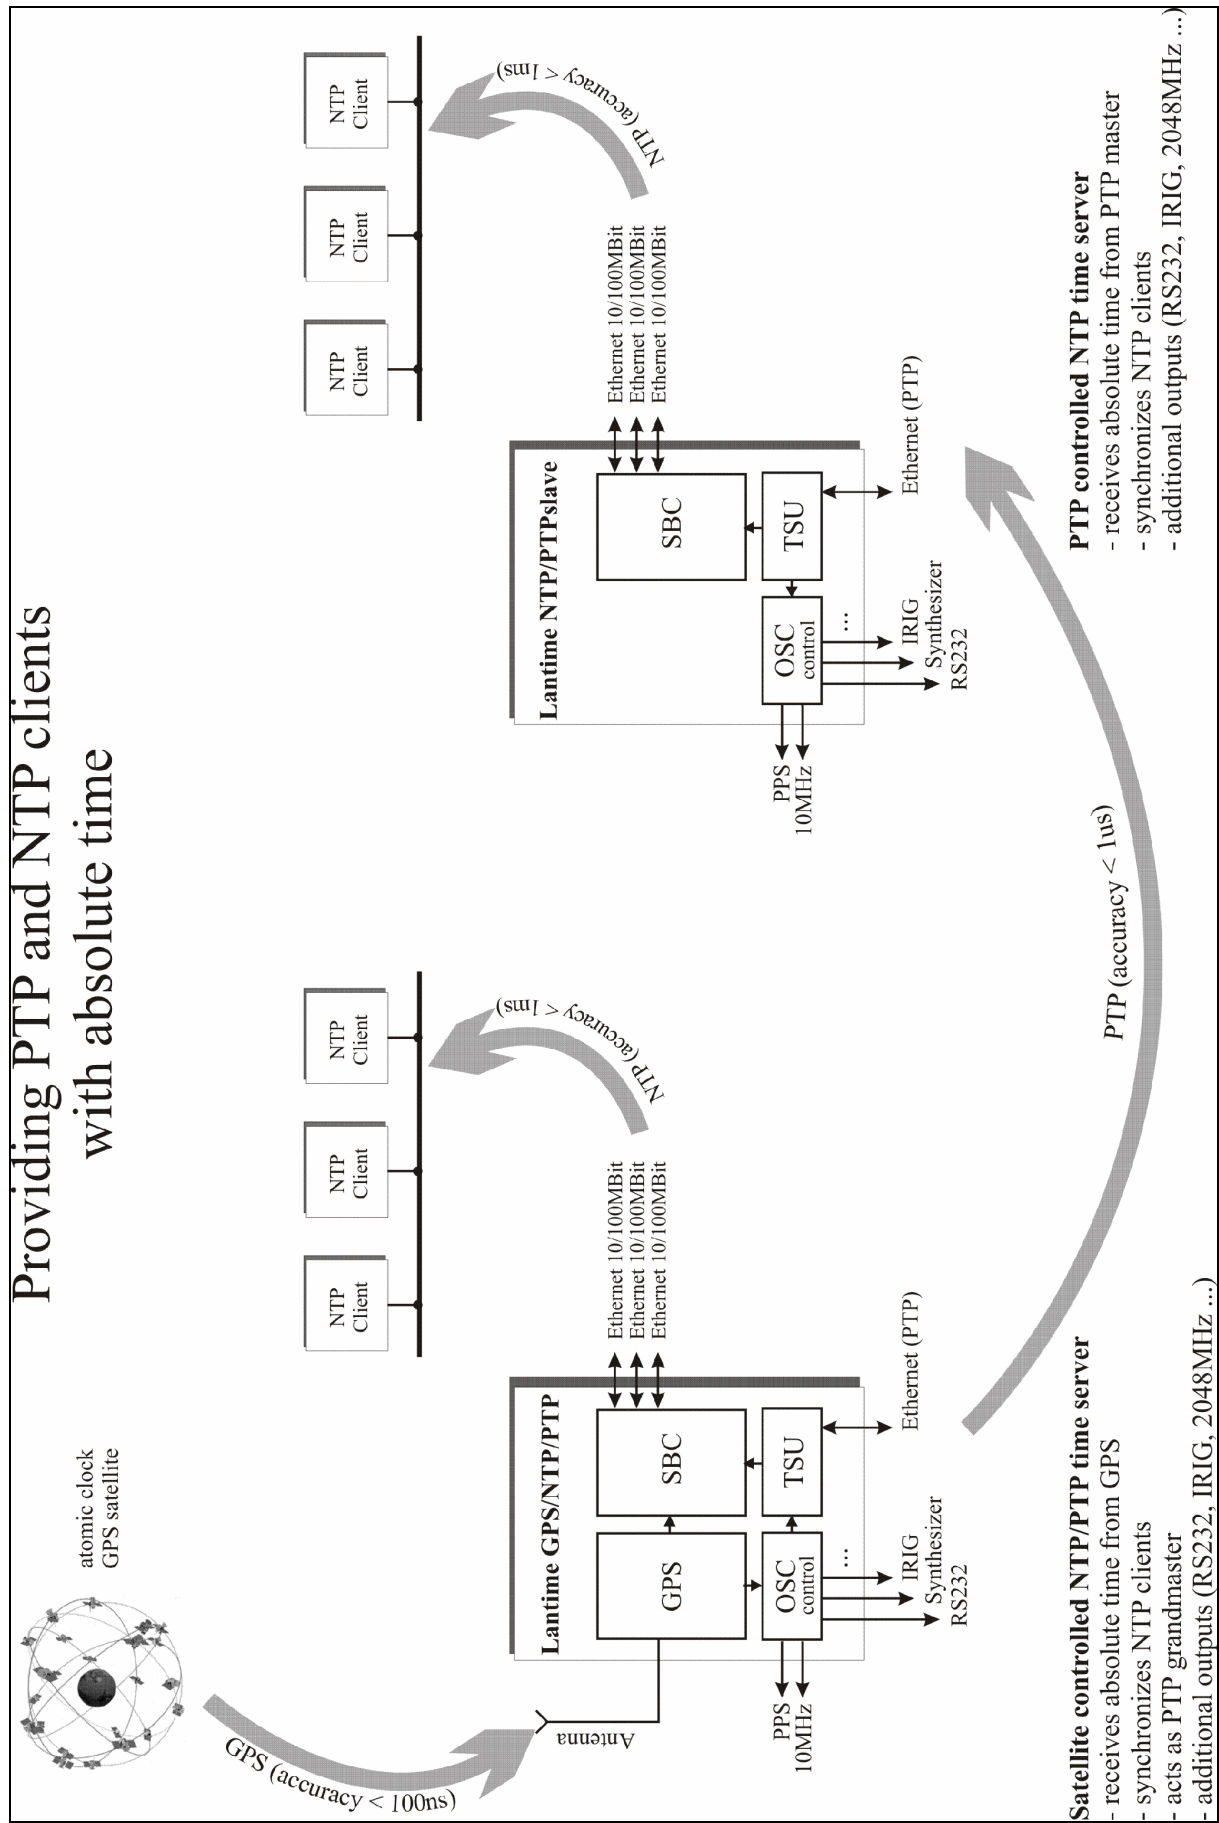 Providing PTP and NTP clients
with absolute time
atomic clock
GPS satellite
GPS (accuracy < 100ns)
Antenna
NTP
Client
NTP
Client
NTP
Client
NTP (accuracy < 1ms)
Lantime GPS/NTP/PTP
GPS
SBC
OSC
control
TSU
Ethernet 10/100MBit
Ethernet 10/100MBit
Ethernet 10/100MBit
Ethernet (PTP)
PPS
10MHz
...
IRIG
Synthesizer
RS232
NTP
Client
NTP
Client
NTP
Client
NTP (accuracy < 1ms)
Lantime NTP/PTPslave
SBC
OSC
control
TSU
Ethernet 10/100MBit
Ethernet 10/100MBit
Ethernet 10/100MBit
Ethernet (PTP)
PPS
10MHz
...
IRIG
Synthesizer
RS232
PTP (accuracy < 1us)
Satellite controlled NTP/PTP time server
- receives absolute time from GPS
- synchronizes NTP clients
- acts as PTP grandmaster
- additional outputs (RS232, IRIG, 2048MHz ...)
PTP controlled NTP time server
- receives absolute time from PTP master
- synchronizes NTP clients
- additional outputs (RS232, IRIG, 2048MHz ...)